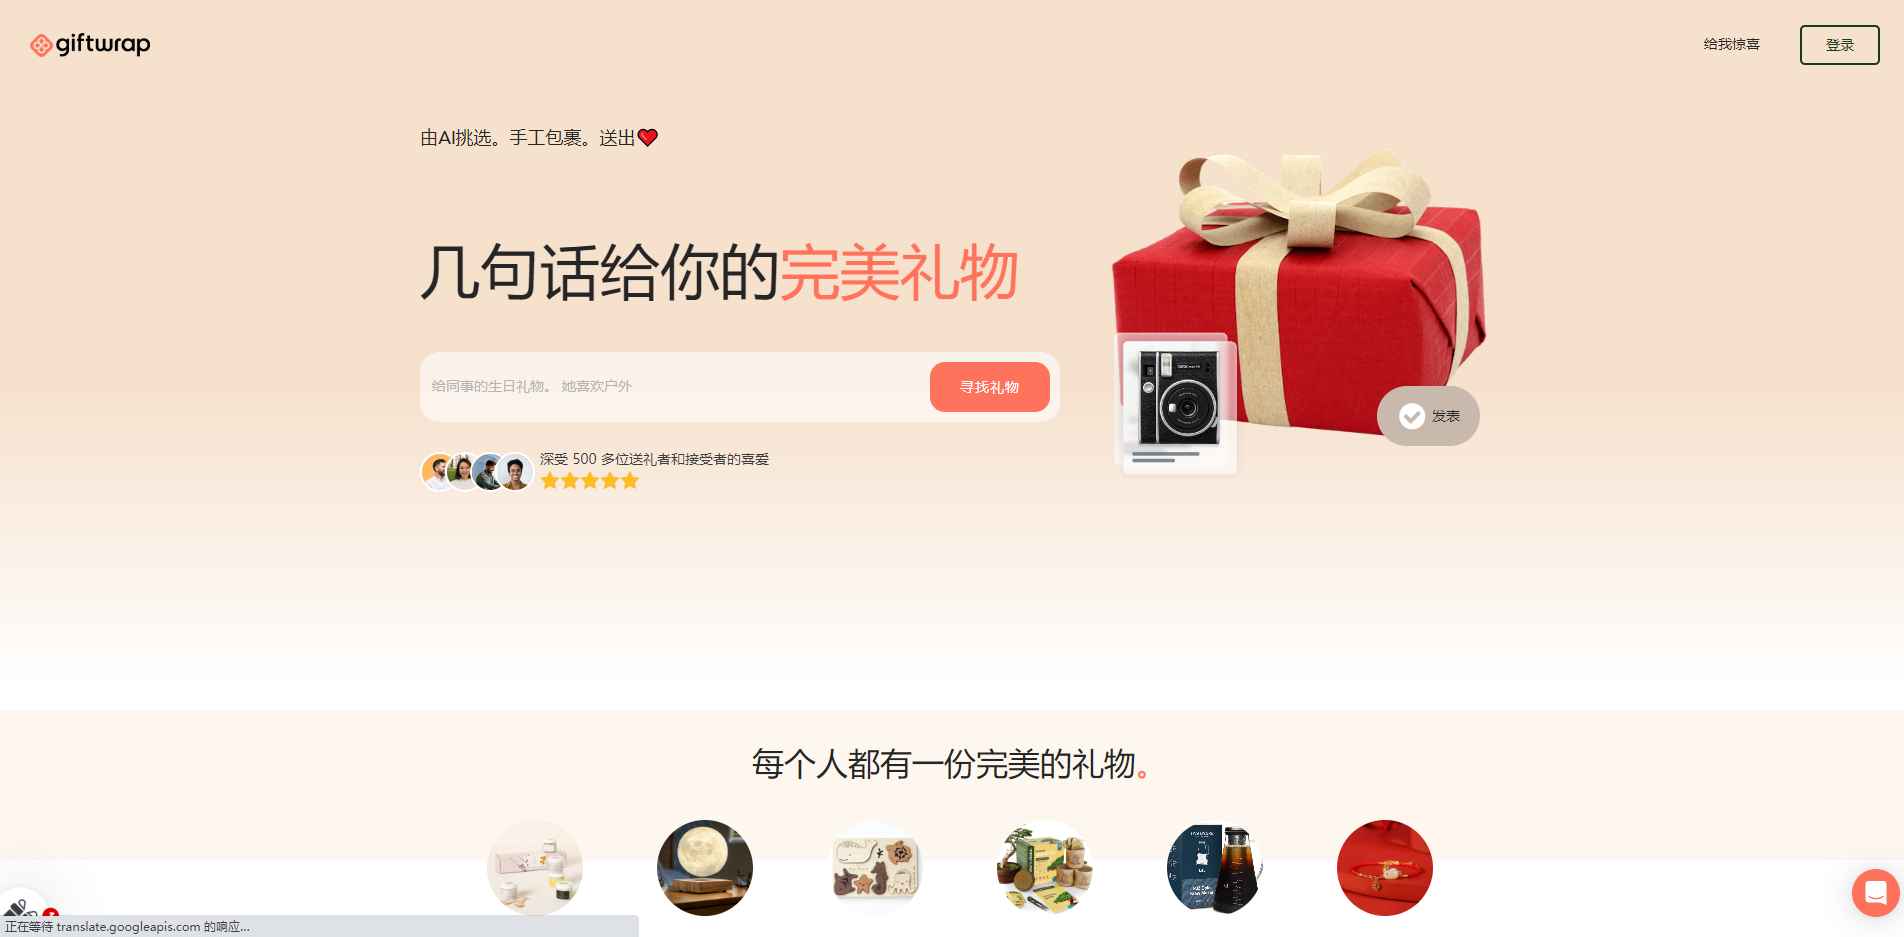 giftwrap
给我惊喜
登录
由AI挑选。手工包裹。送出
几句话给你的完美礼物
给同事的生日礼物。 她喜欢户外
寻找礼物
发表
深受 500 多位送礼者和接受者的喜爱
每个人都有一份完美的礼物。
正在等待 translate.googleapis.com 的响应...